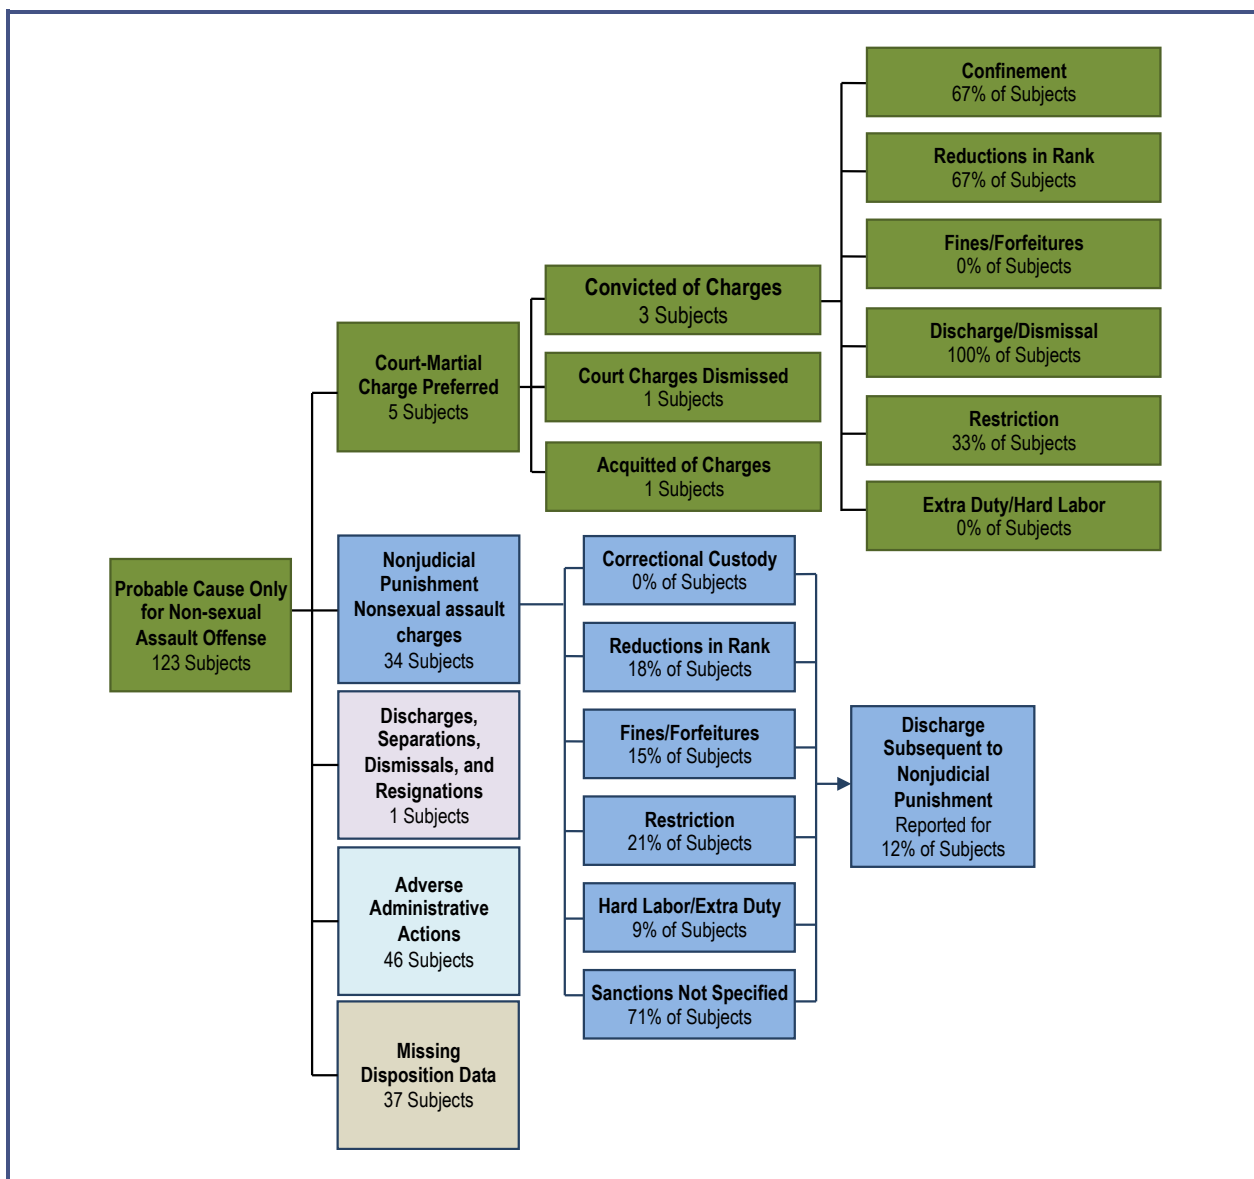 Probable Cause Only
for Non-sexual
Assault Offense
123 Subjects
Court-Martial
Charge Preferred
5 Subjects
Convicted of Charges
3 Subjects
Court Charges Dismissed
1 Subjects
Acquitted of Charges
1 Subjects
Confinement
67% of Subjects
Reductions in Rank
67% of Subjects
Fines/Forfeitures
0% of Subjects
Discharge/Dismissal
100% of Subjects
Restriction
33% of Subjects
Extra Duty/Hard Labor
0% of Subjects
Nonjudicial
Punishment
Nonsexual assault
charges
34 Subjects
Correctional Custody
0% of Subjects
Reductions in Rank
18% of Subjects
Fines/Forfeitures
15% of Subjects
Restriction
21% of Subjects
Hard Labor/Extra Duty
9% of Subjects
Sanctions Not Specified
71% of Subjects
Discharge
Subsequent to
Nonjudicial
Punishment
Reported for
12% of Subjects
Discharges,
Separations,
Dismissals, and
Resignations
1 Subjects
Adverse
Administrative
Actions
46 Subjects
Missing
Disposition Data
37 Subjects